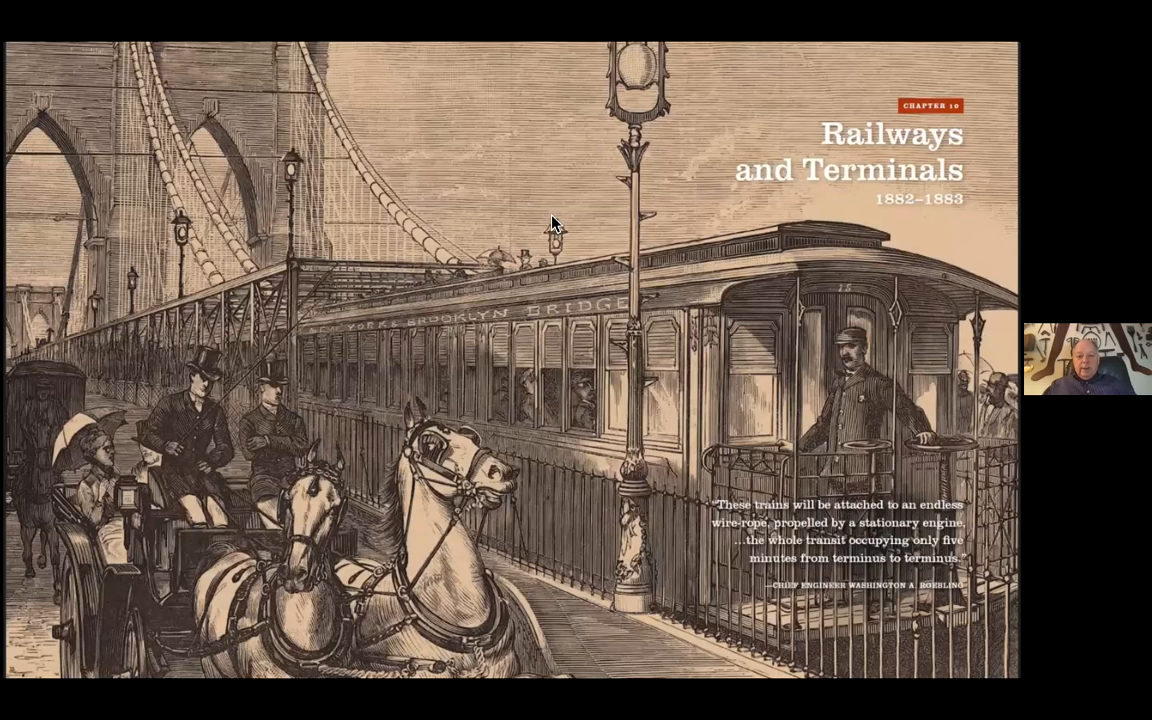 CHAPTER 10
Railways
and Terminals
1882–1883
NEW YORK & BROOKLYN BRIDGE
15
"These trains will be attached to an endless
wire-rope, propelled by a stationary engine,
...the whole transit occupying only five
minutes from terminus to terminus."
—CHIEF ENGINEER WASHINGTON A. ROEBLING